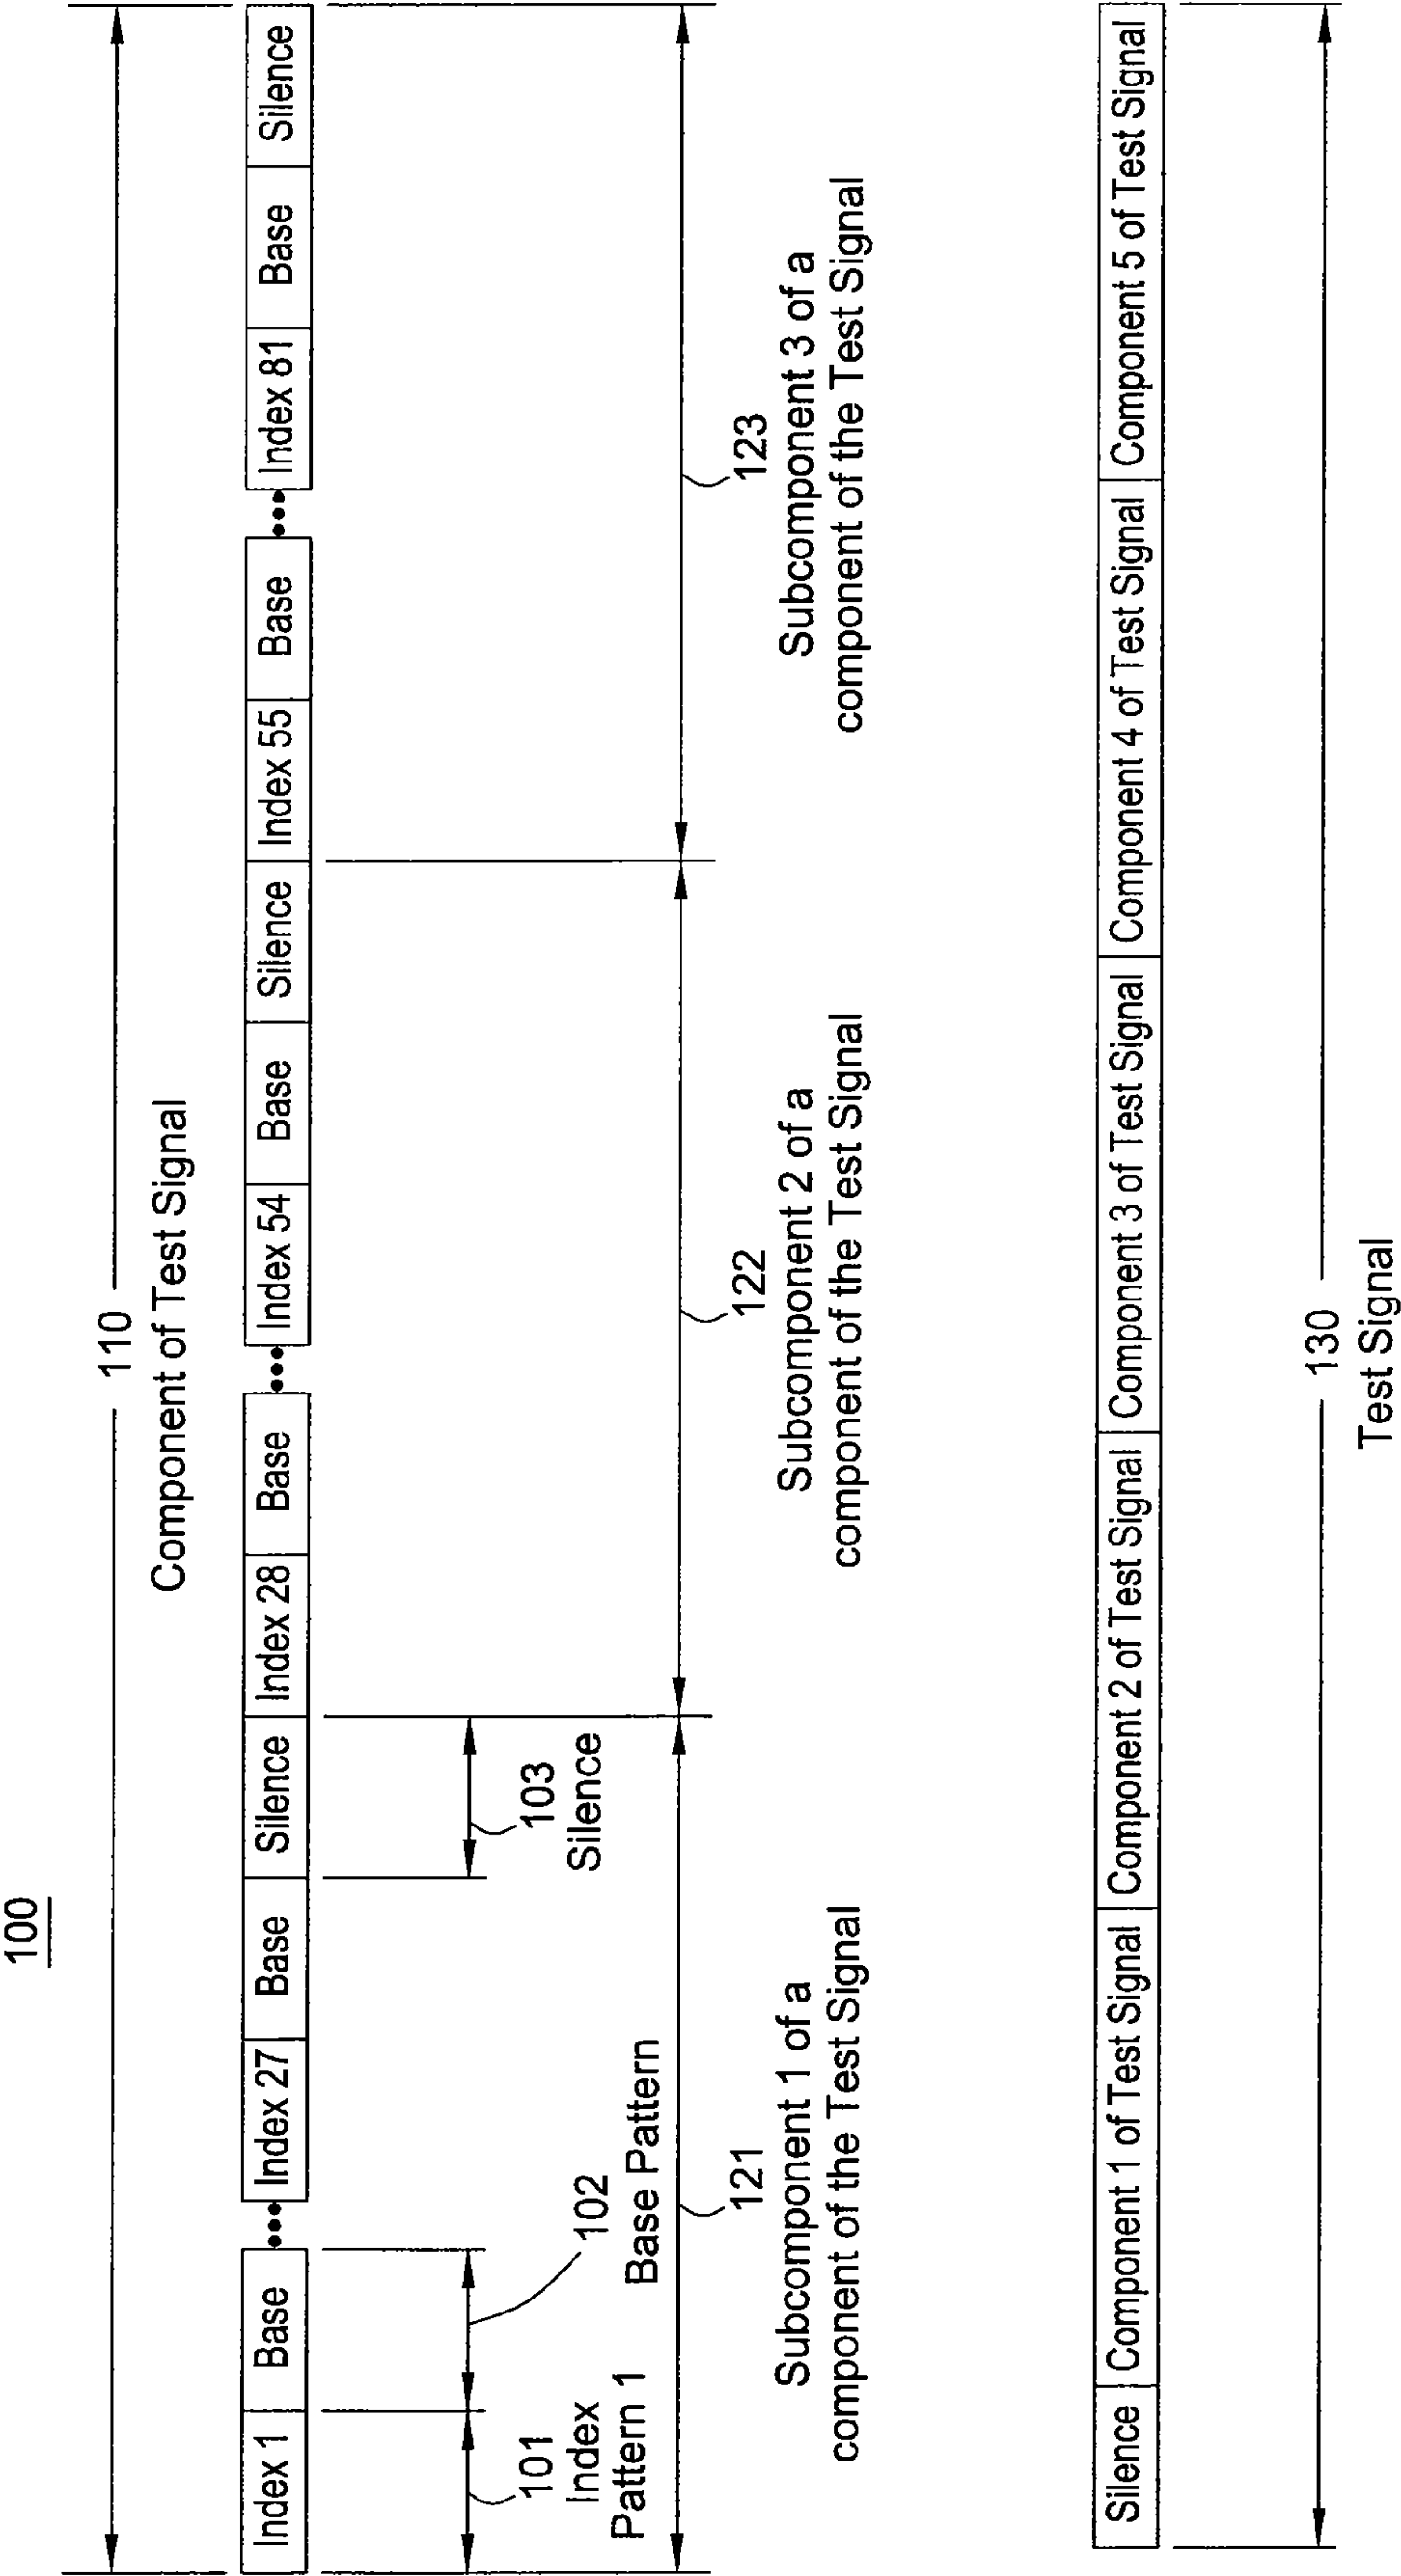 100
110
Component of Test Signal
Index 1 Base ••• Index 27 Base Silence Index 28 Base ••• Index 54 Base Silence Index 55 Base ••• Index 81 Base Silence
101
Index
Pattern 1
102
Base Pattern
103
Silence
121
Subcomponent 1 of a
component of the Test Signal
122
Subcomponent 2 of a
component of the Test Signal
123
Subcomponent 3 of a
component of the Test Signal
Silence Component 1 of Test Signal Component 2 of Test Signal Component 3 of Test Signal Component 4 of Test Signal Component 5 of Test Signal
130
Test Signal